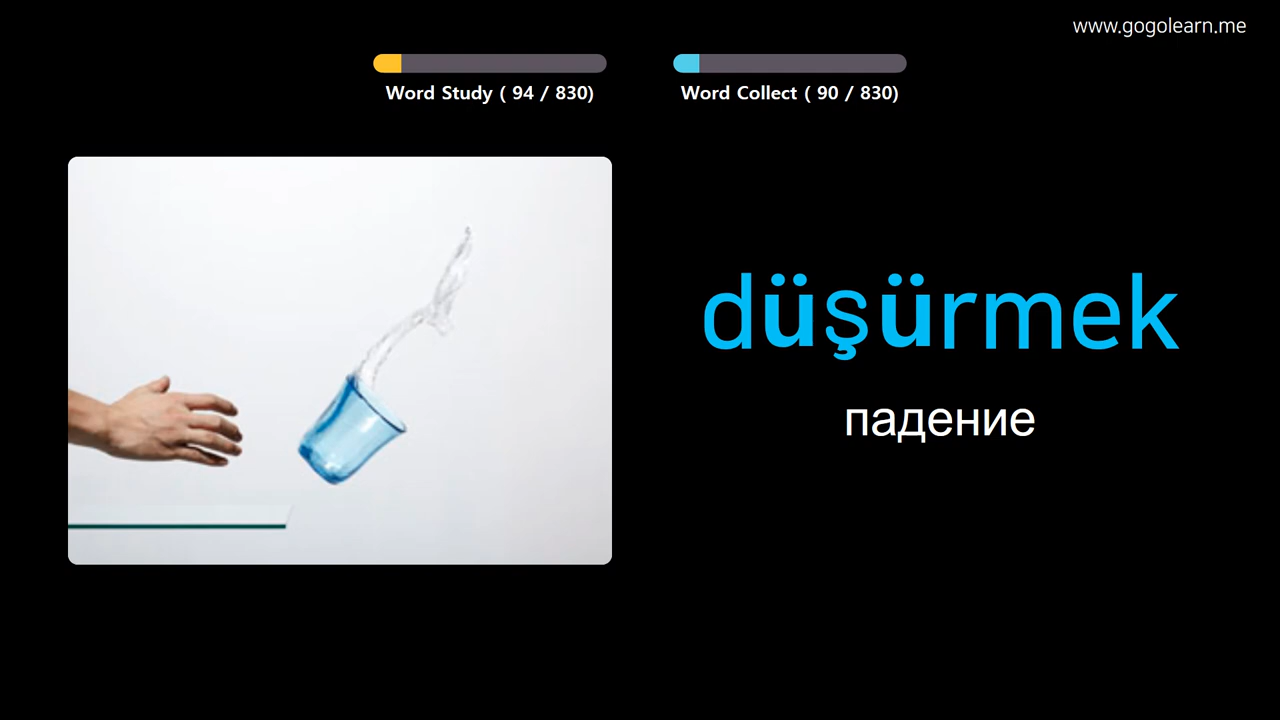 www.gogolearn.me
Word Study ( 94 / 830)
Word Collect ( 90 / 830)
düşürmek
падение